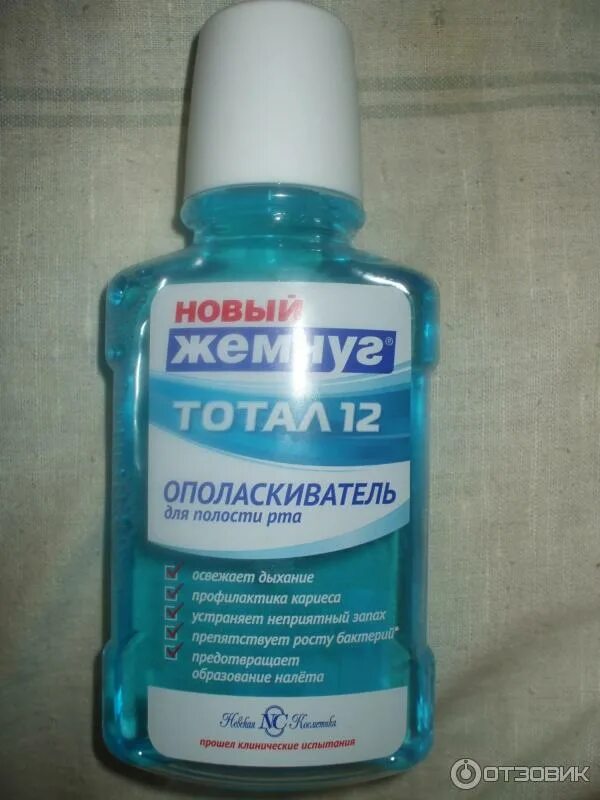 НОВЫЙ
жемчуг®
ТОТАЛ 12
ОПОЛАСКИВАТЕЛЬ
для полости рта
освежает дыхание
профилактика кариеса
устраняет неприятный запах
препятствует росту бактерий*
предотвращает
образование налёта
Невская NC Косметика
прошел клинические испытания
ОТЗОВИК